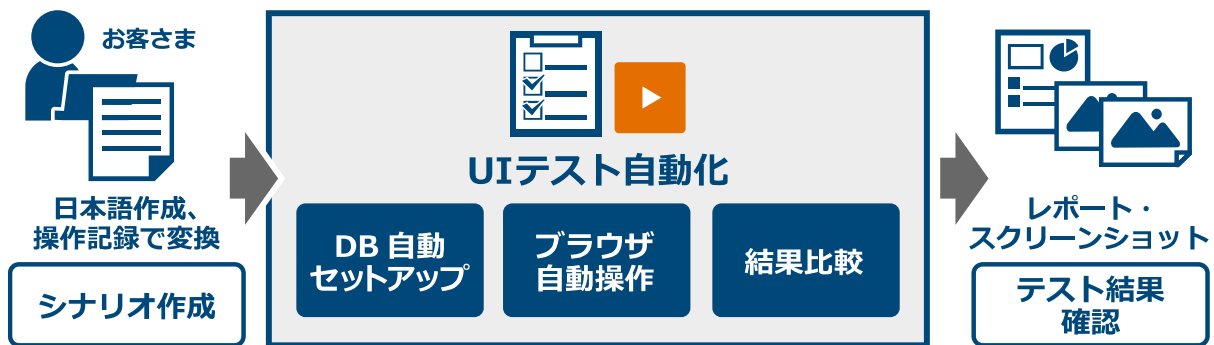 お客さま
日本語作成、
操作記録で変換
シナリオ作成
UIテスト自動化
DB 自動
セットアップ
ブラウザ
自動操作
結果比較
レポート・
スクリーンショット
テスト結果
確認